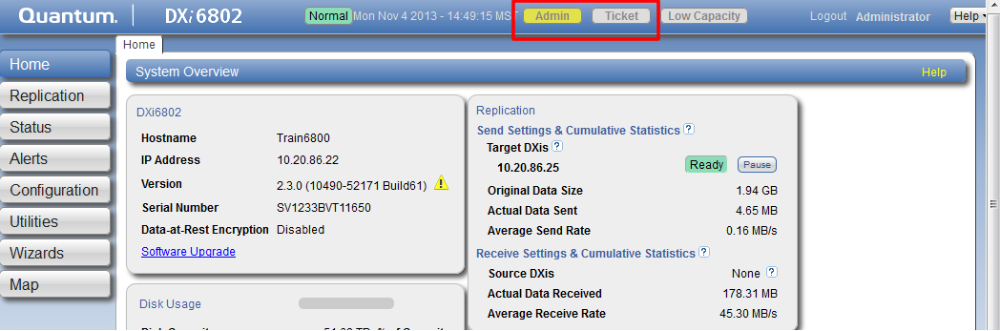 Quantum. DXi6802 Normal Mon Nov 4 2013 - 14:49:15 MST Admin Ticket Low Capacity Logout Administrator Help
Home
System Overview Help
Home
Replication
Status
Alerts
Configuration
Utilities
Wizards
Map
DXi6802
Hostname Train6800
IP Address 10.20.86.22
Version 2.3.0 (10490-52171 Build61)
Serial Number SV1233BVT11650
Data-at-Rest Encryption Disabled
Software Upgrade
Disk Usage
Replication
Send Settings & Cumulative Statistics ?
Target DXis ?
10.20.86.25 Ready Pause
Original Data Size 1.94 GB
Actual Data Sent 4.65 MB
Average Send Rate 0.16 MB/s
Receive Settings & Cumulative Statistics ?
Source DXis None ?
Actual Data Received 178.31 MB
Average Receive Rate 45.30 MB/s